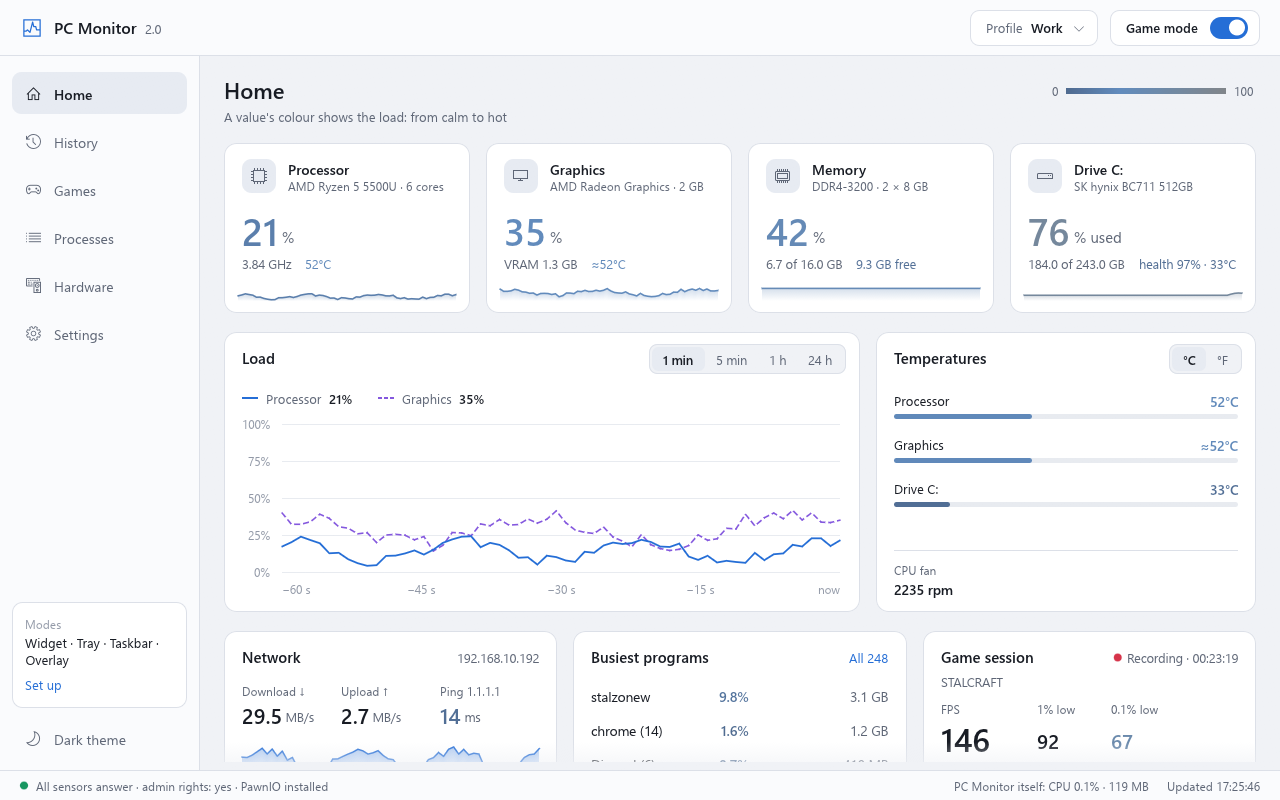 PC Monitor 2.0
Profile Work
Game mode
Home
History
Games
Processes
Hardware
Settings
Modes
Widget · Tray · Taskbar ·
Overlay
Set up
Dark theme
Home
A value's colour shows the load: from calm to hot
0 100
Processor
AMD Ryzen 5 5500U · 6 cores
21 %
3.84 GHz 52°C
Graphics
AMD Radeon Graphics · 2 GB
35 %
VRAM 1.3 GB ≈52°C
Memory
DDR4-3200 · 2 × 8 GB
42 %
6.7 of 16.0 GB 9.3 GB free
Drive C:
SK hynix BC711 512GB
76 % used
184.0 of 243.0 GB health 97% · 33°C
Load
1 min 5 min 1 h 24 h
Processor 21% Graphics 35%
100%
75%
50%
25%
0%
−60 s −45 s −30 s −15 s now
Temperatures
°C °F
Processor 52°C
Graphics ≈52°C
Drive C: 33°C
CPU fan
2235 rpm
Network 192.168.10.192
Download ↓ Upload ↑ Ping 1.1.1.1
29.5 MB/s 2.7 MB/s 14 ms
Busiest programs All 248
stalzonew 9.8% 3.1 GB
chrome (14) 1.6% 1.2 GB
Game session Recording · 00:23:19
STALCRAFT
FPS 1% low 0.1% low
146 92 67
All sensors answer · admin rights: yes · PawnIO installed
PC Monitor itself: CPU 0.1% · 119 MB Updated 17:25:46